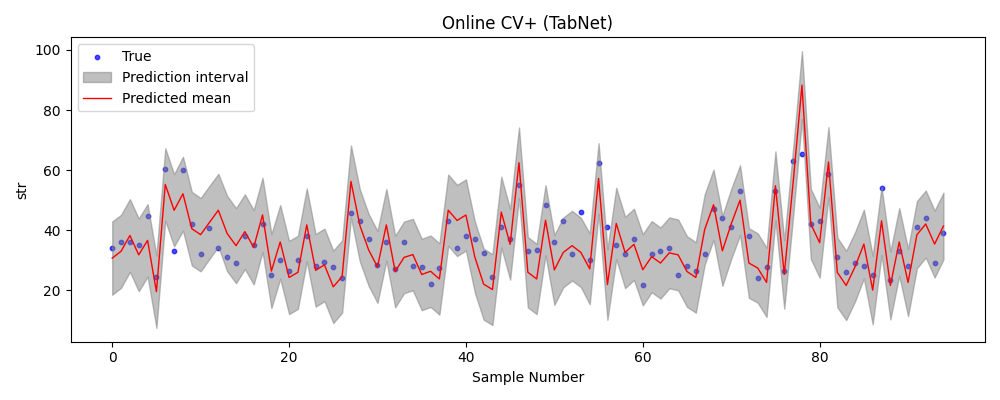 Online CV+ (TabNet)
True
Prediction interval
Predicted mean
100
80
60
40
20
str
0 20 40 60 80
Sample Number